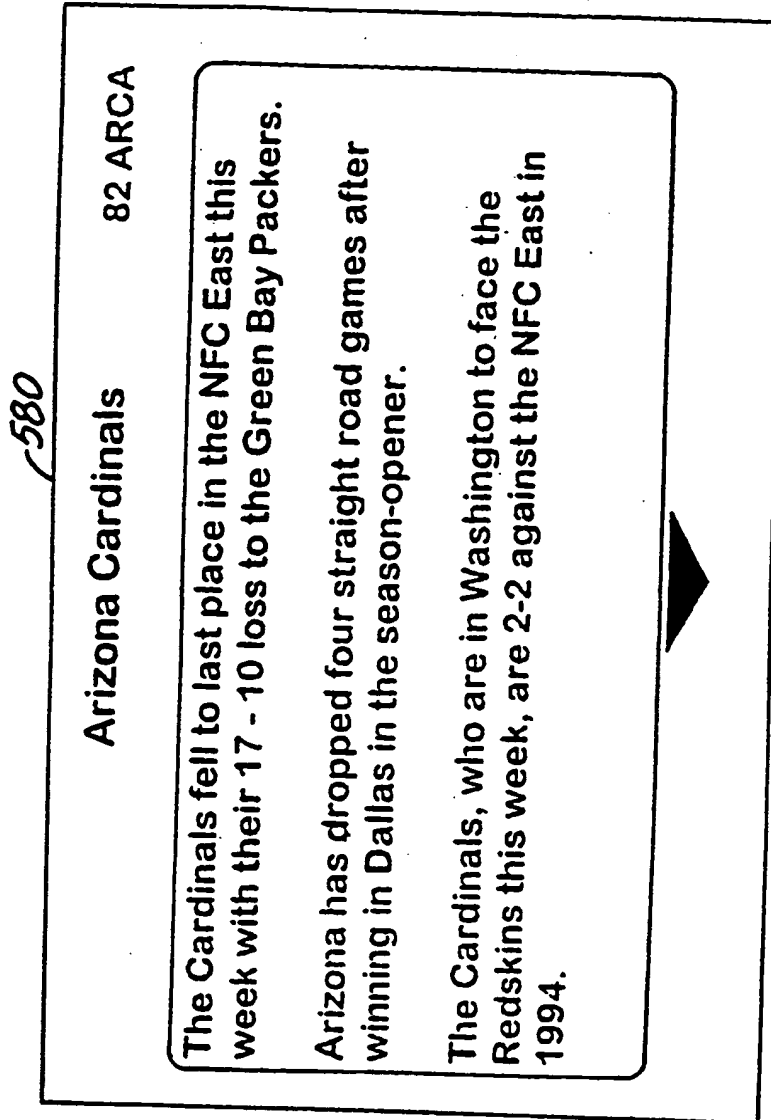 580
Arizona Cardinals 82 ARCA
The Cardinals fell to last place in the NFC East this
week with their 17 - 10 loss to the Green Bay Packers.
Arizona has dropped four straight road games after
winning in Dallas in the season-opener.
The Cardinals, who are in Washington to face the
Redskins this week, are 2-2 against the NFC East in
1994.